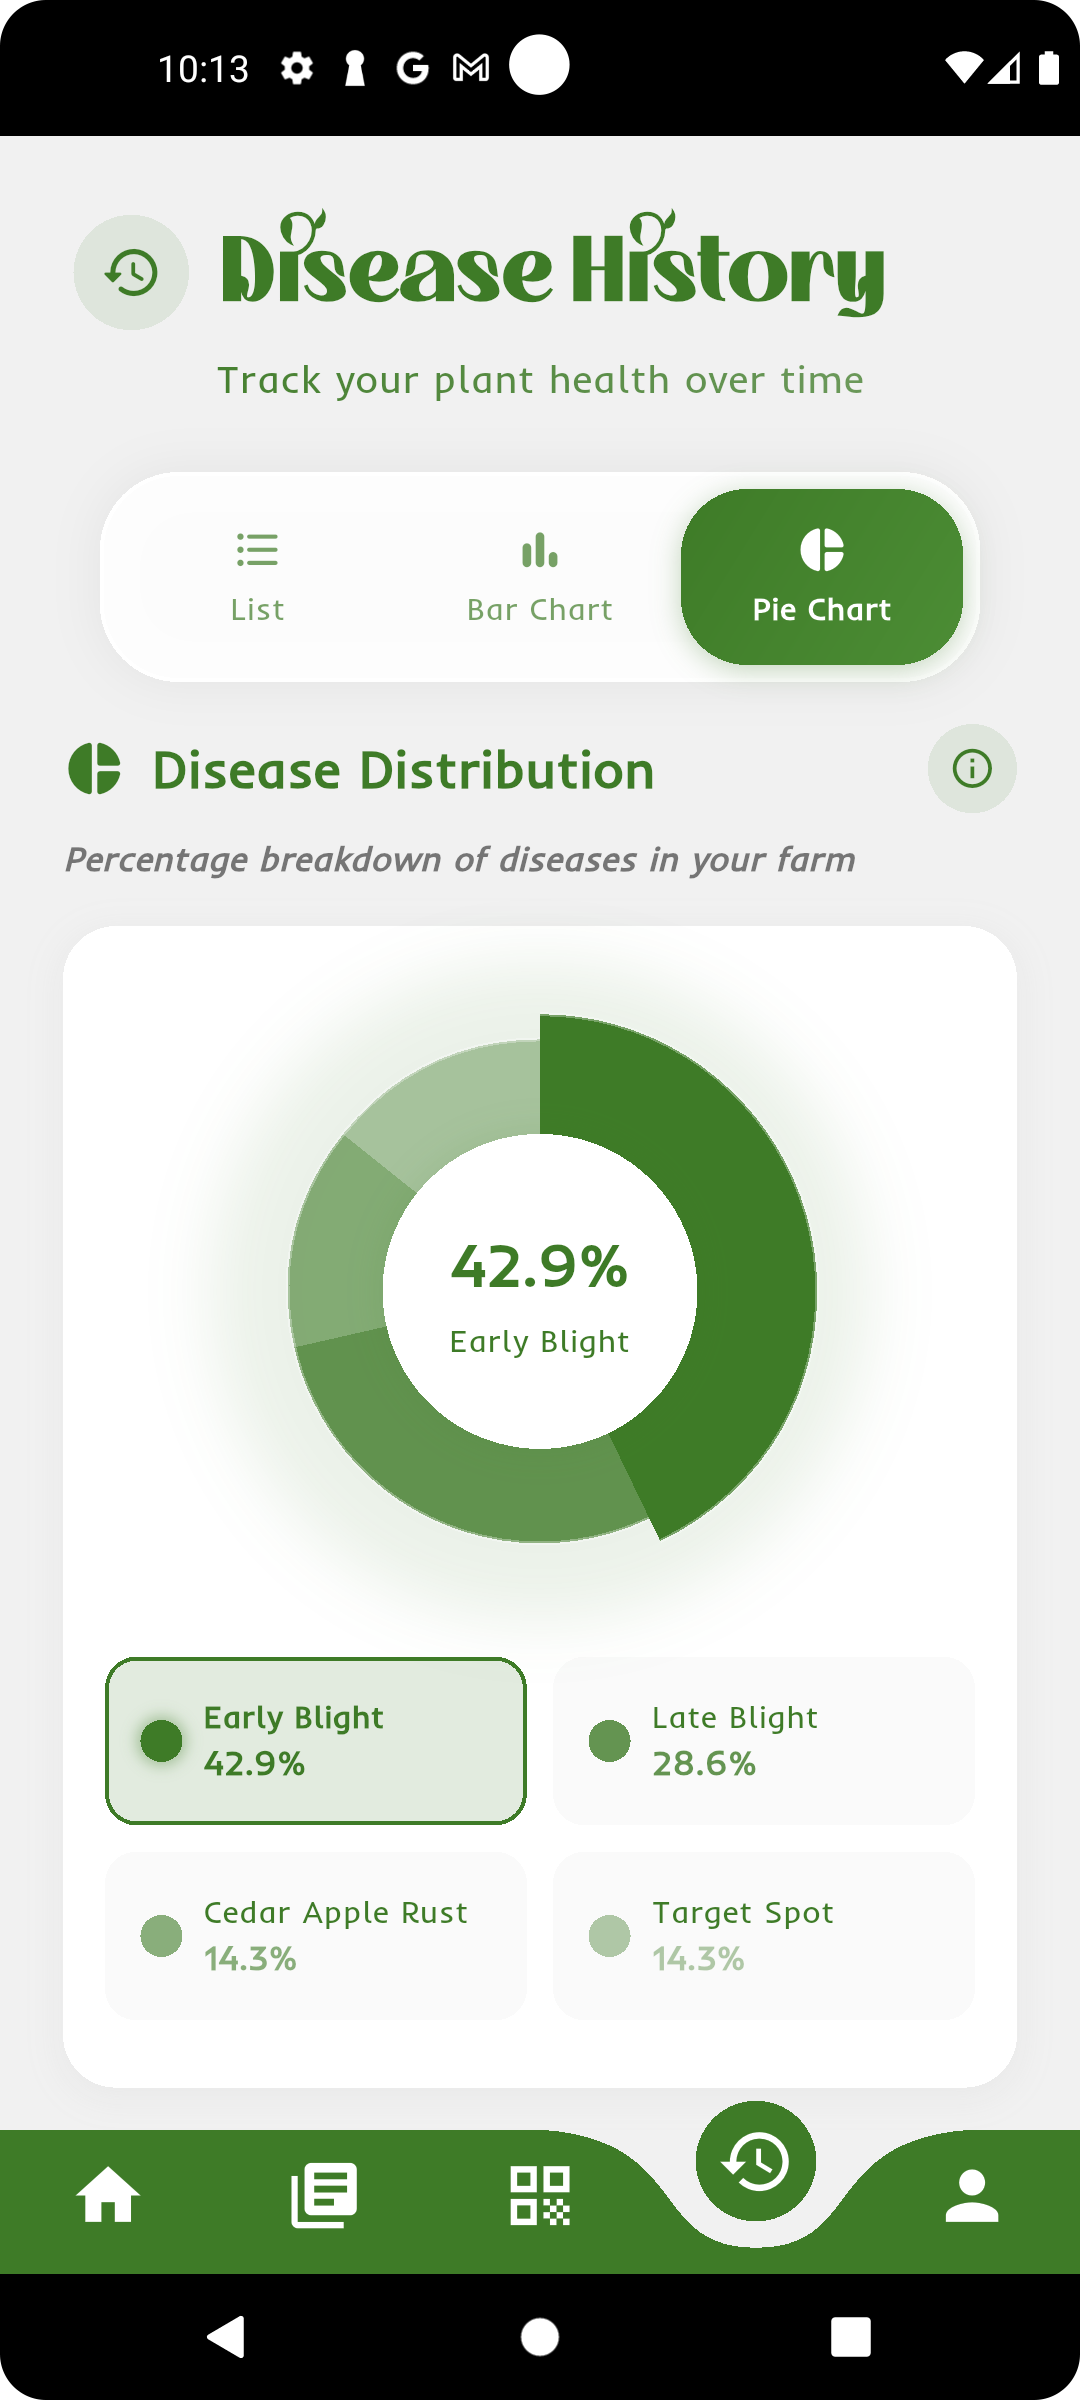 10:13
Disease History
Track your plant health over time
List
Bar Chart
Pie Chart
Disease Distribution
Percentage breakdown of diseases in your farm
42.9%
Early Blight
Early Blight
42.9%
Late Blight
28.6%
Cedar Apple Rust
14.3%
Target Spot
14.3%